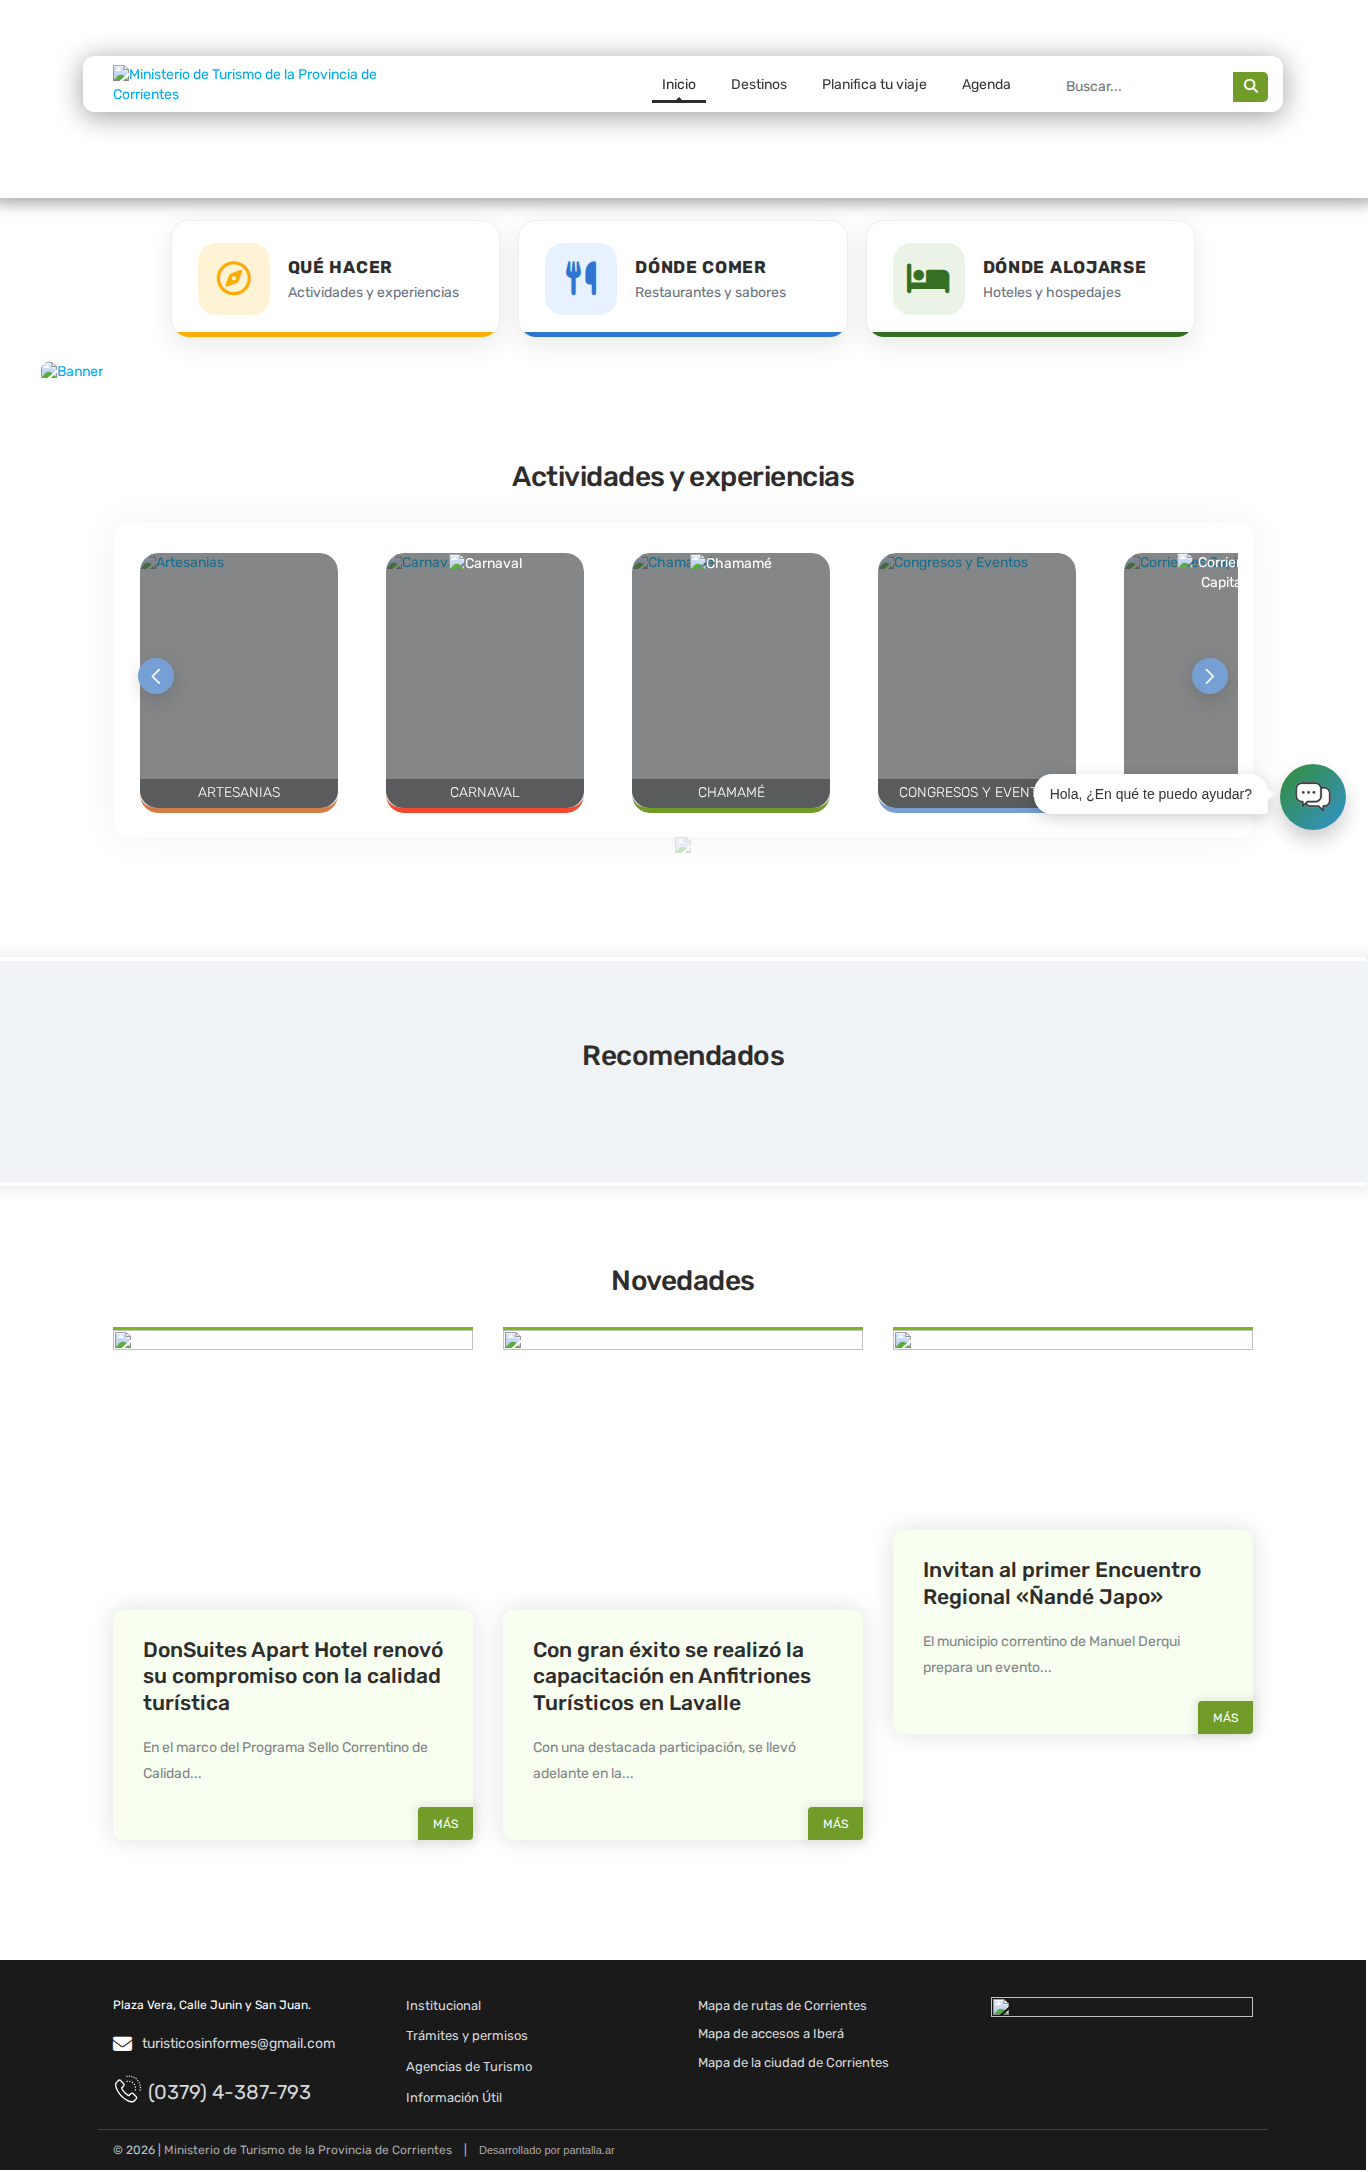 Ministerio de Turismo de la Provincia de
Corrientes
Inicio
Destinos
Planifica tu viaje
Agenda
Buscar...
QUÉ HACER
Actividades y experiencias
DÓNDE COMER
Restaurantes y sabores
DÓNDE ALOJARSE
Hoteles y hospedajes
Banner
Actividades y experiencias
Artesanias
Carnaval
Chamamé
Congresos y Eventos
ARTESANIAS
CARNAVAL
CHAMAMÉ
Hola, ¿En qué te puedo ayudar?
Recomendados
Novedades
DonSuites Apart Hotel renovó
su compromiso con la calidad
turística
En el marco del Programa Sello Correntino de
Calidad...
MÁS
Con gran éxito se realizó la
capacitación en Anfitriones
Turísticos en Lavalle
Con una destacada participación, se llevó
adelante en la...
MÁS
Invitan al primer Encuentro
Regional «Ñandé Japo»
El municipio correntino de Manuel Derqui
prepara un evento...
MÁS
Plaza Vera, Calle Junin y San Juan.
turisticosinformes@gmail.com
(0379) 4-387-793
Institucional
Trámites y permisos
Agencias de Turismo
Información Útil
Mapa de rutas de Corrientes
Mapa de accesos a Iberá
Mapa de la ciudad de Corrientes
© 2026 | Ministerio de Turismo de la Provincia de Corrientes | Desarrollado por pantalla.ar